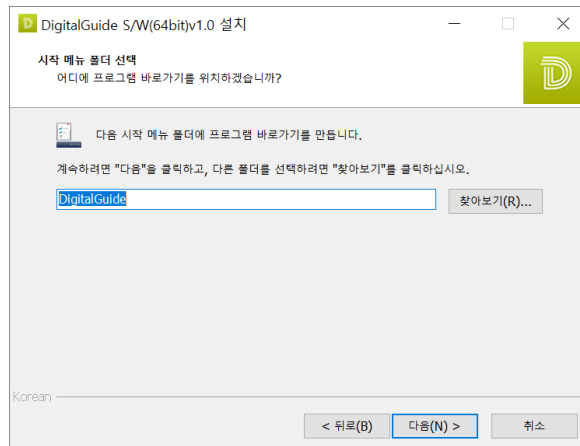 DigitalGuide S/W(64bit)v1.0 설치
시작 메뉴 폴더 선택
어디에 프로그램 바로가기를 위치하겠습니까?
다음 시작 메뉴 폴더에 프로그램 바로가기를 만듭니다.
계속하려면 "다음"을 클릭하고, 다른 폴더를 선택하려면 "찾아보기"를 클릭하십시오.
DigitalGuide
찾아보기(R)...
Korean
< 뒤로(B)
다음(N) >
취소